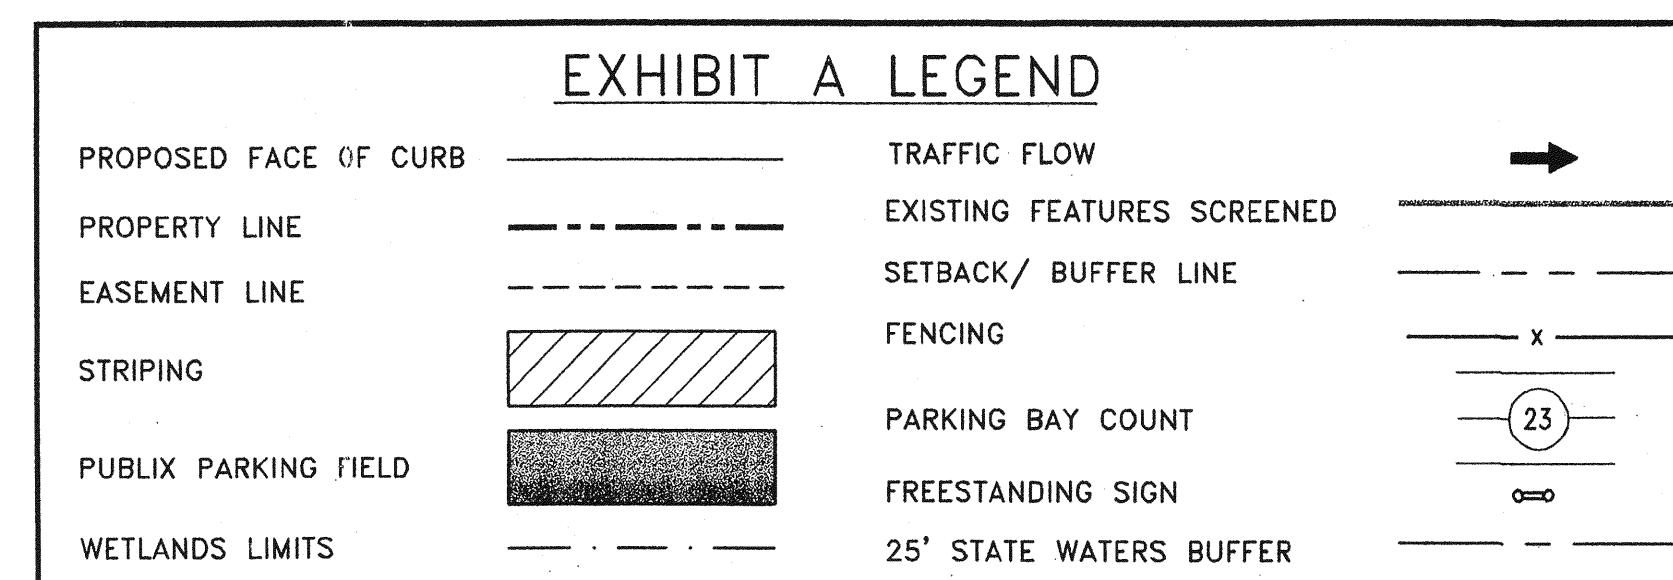 EXHIBIT A LEGEND
PROPOSED FACE OF CURB
PROPERTY LINE
EASEMENT LINE
STRIPING
PUBLIX PARKING FIELD
WETLANDS LIMITS
TRAFFIC FLOW
EXISTING FEATURES SCREENED
SETBACK/ BUFFER LINE
FENCING
X
PARKING BAY COUNT
23
FREESTANDING SIGN
25' STATE WATERS BUFFER